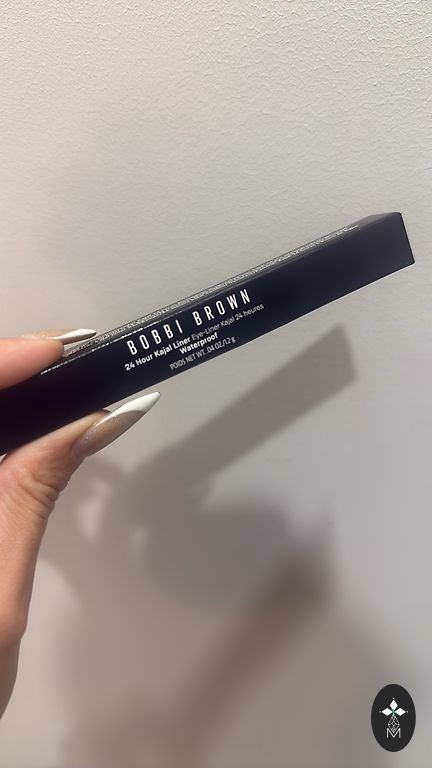 BOBBI BROWN
24 Hour Kajal Liner Eye-Liner Kajal 24 heures
Waterproof
POIDS NET WT. .04 OZ/1.2 g
M